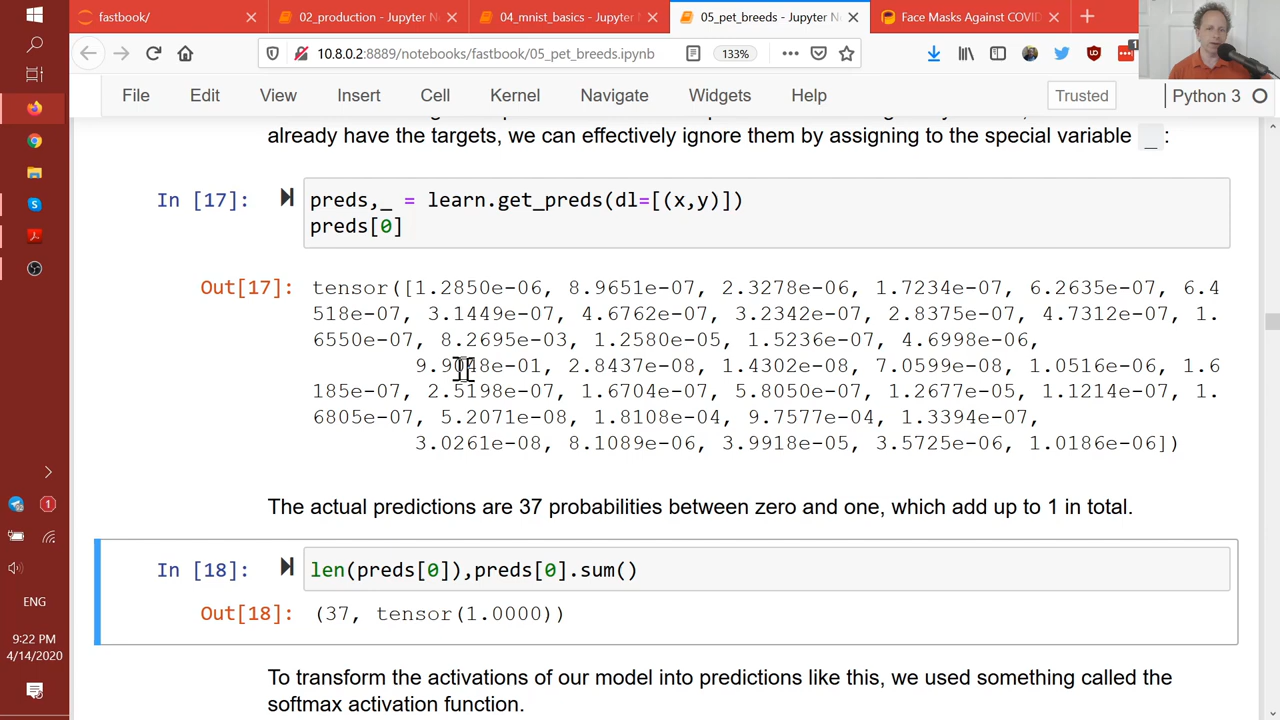 fastbook/
02_production - Jupyter N
04_mnist_basics - Jupyter
05_pet_breeds - Jupyter N
Face Masks Against COVID
10.8.0.2:8889/notebooks/fastbook/05_pet_breeds.ipynb
133%
1
File Edit View Insert Cell Kernel Navigate Widgets Help
Trusted
Python 3
already have the targets, we can effectively ignore them by assigning to the special variable _ :
In [17]:
preds,_ = learn.get_preds(dl=[(x,y)])
preds[0]
Out[17]:
tensor([1.2850e-06, 8.9651e-07, 2.3278e-06, 1.7234e-07, 6.2635e-07, 6.4
518e-07, 3.1449e-07, 4.6762e-07, 3.2342e-07, 2.8375e-07, 4.7312e-07, 1.
6550e-07, 8.2695e-03, 1.2580e-05, 1.5236e-07, 4.6998e-06,
9.9048e-01, 2.8437e-08, 1.4302e-08, 7.0599e-08, 1.0516e-06, 1.6
185e-07, 2.5198e-07, 1.6704e-07, 5.8050e-07, 1.2677e-05, 1.1214e-07, 1.
6805e-07, 5.2071e-08, 1.8108e-04, 9.7577e-04, 1.3394e-07,
3.0261e-08, 8.1089e-06, 3.9918e-05, 3.5725e-06, 1.0186e-06])
The actual predictions are 37 probabilities between zero and one, which add up to 1 in total.
In [18]:
len(preds[0]),preds[0].sum()
Out[18]:
(37, tensor(1.0000))
To transform the activations of our model into predictions like this, we used something called the
softmax activation function.
1
ENG
9:22 PM
4/14/2020